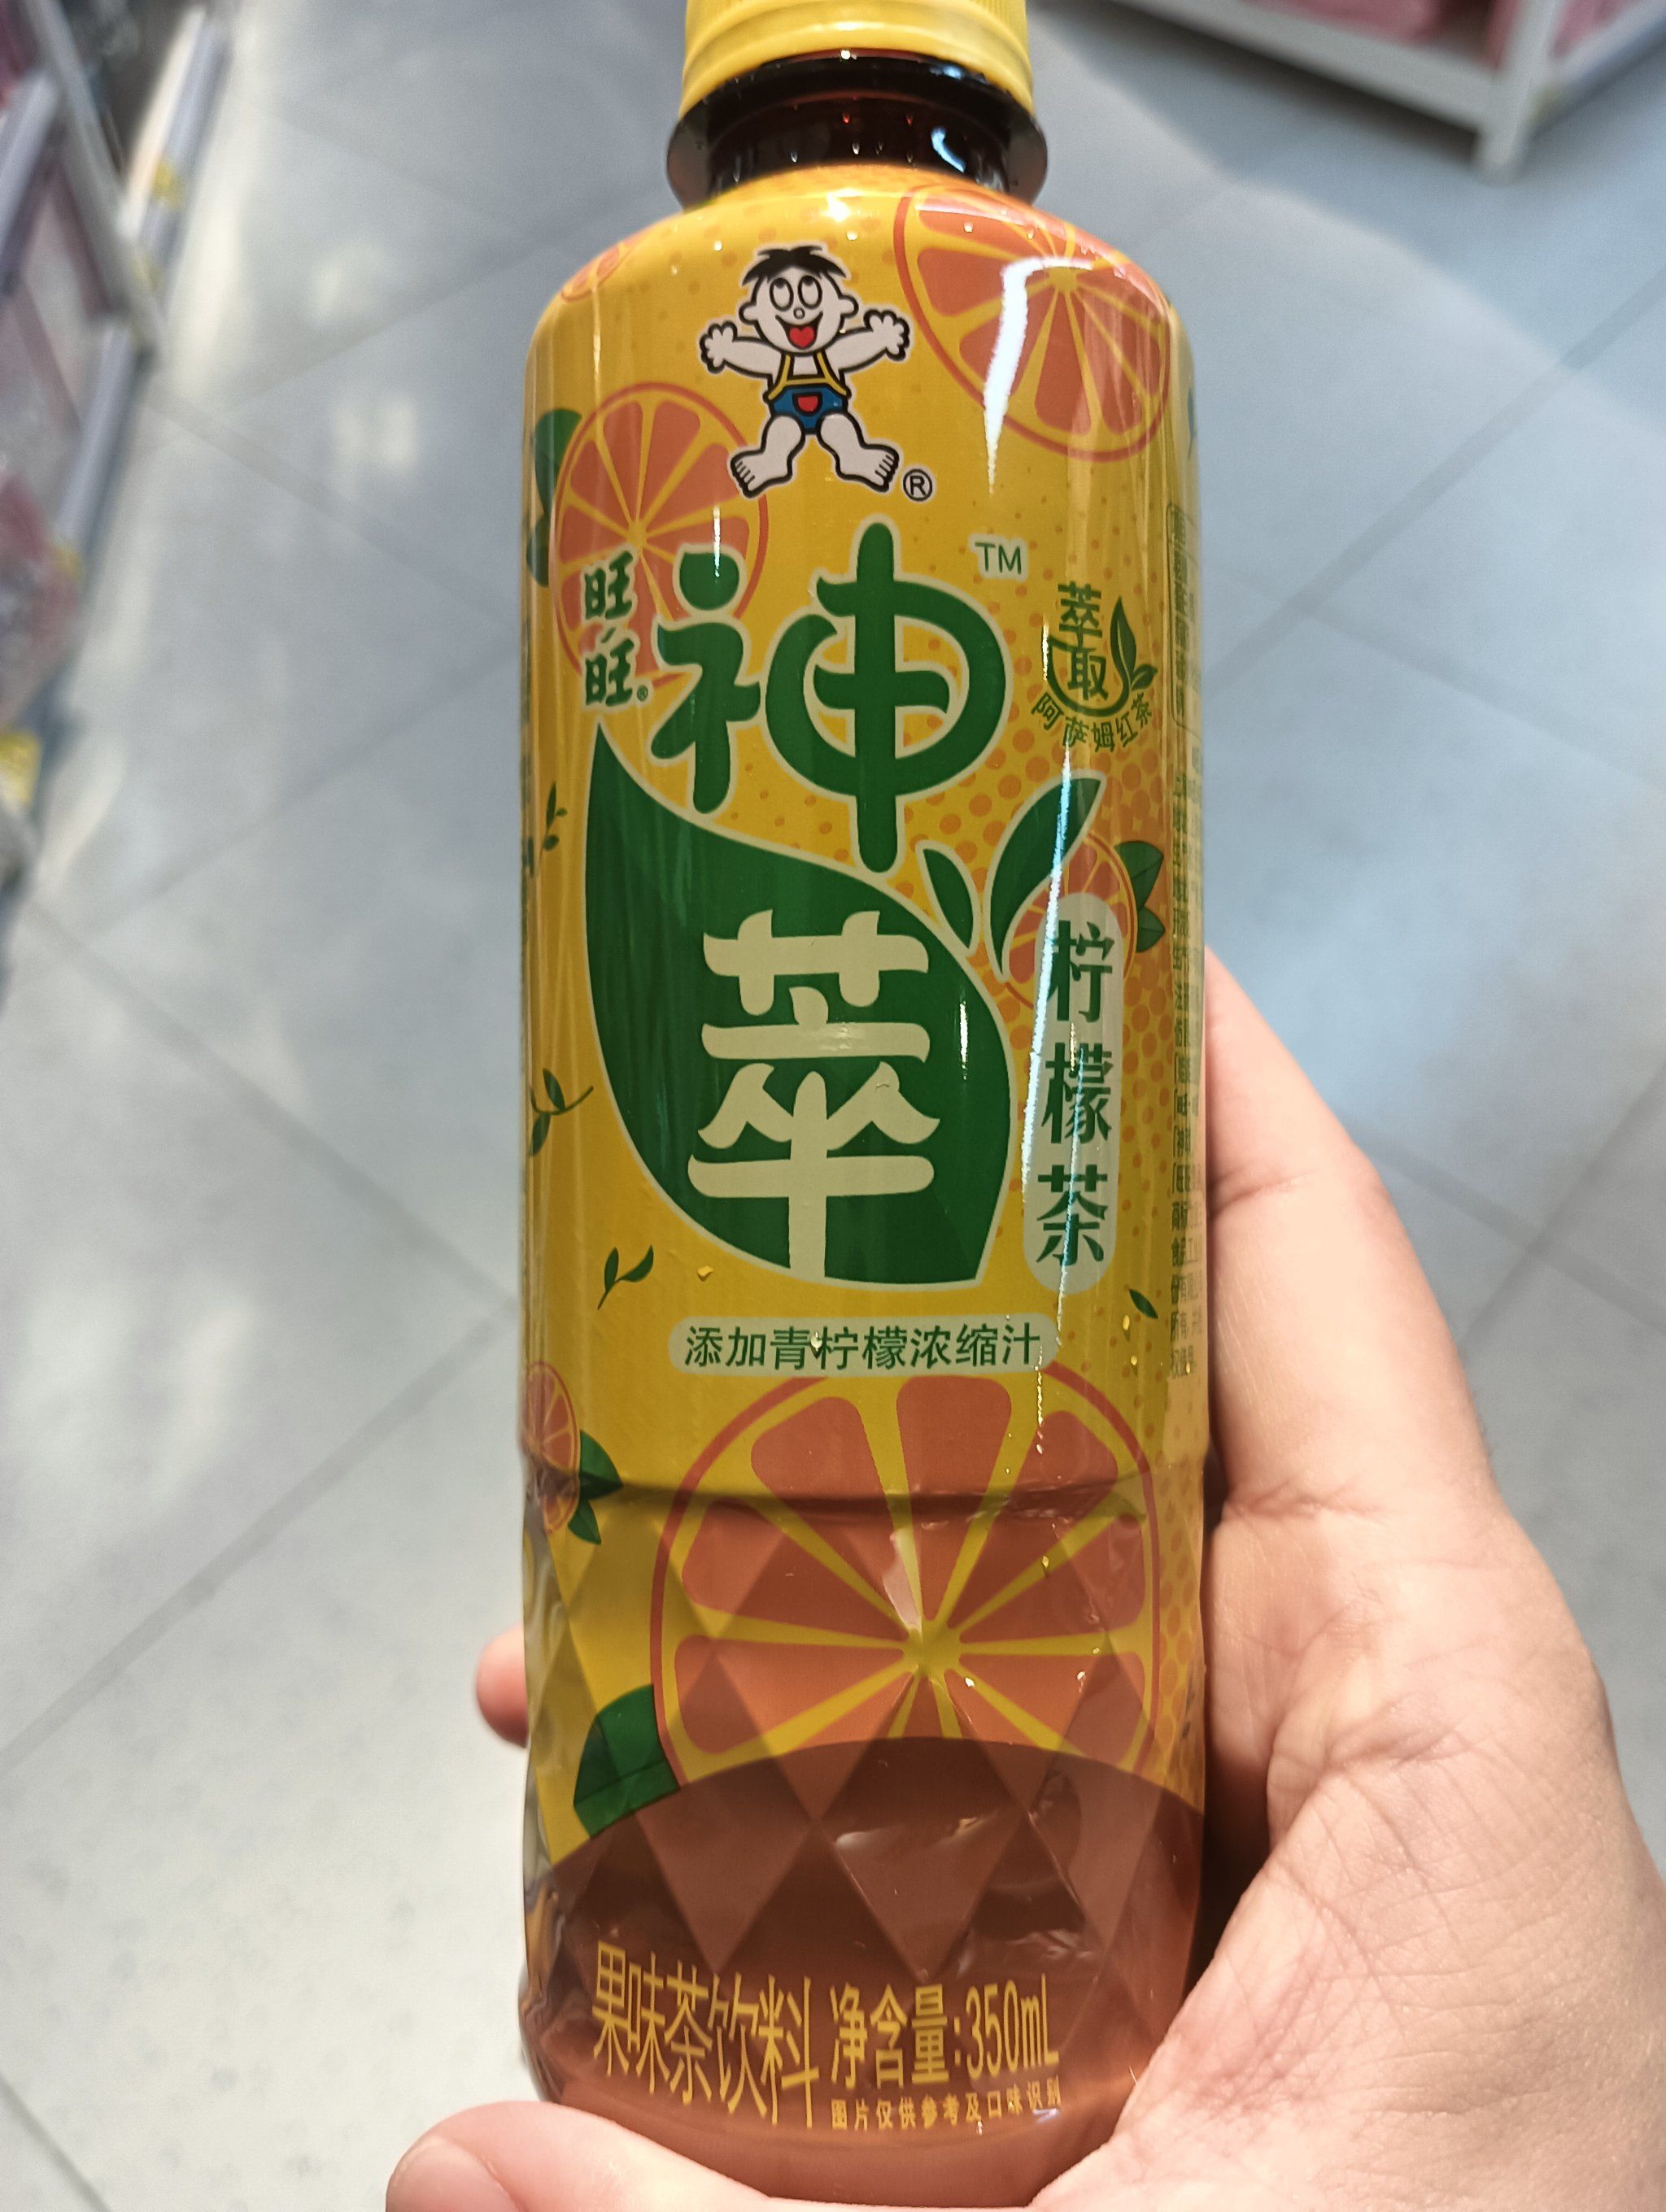 ®
旺旺®
神萃
TM
萃取
阿萨姆红茶
柠檬茶
添加青柠檬浓缩汁
果味茶饮料 净含量:350mL
图片仅供参考及口味识别